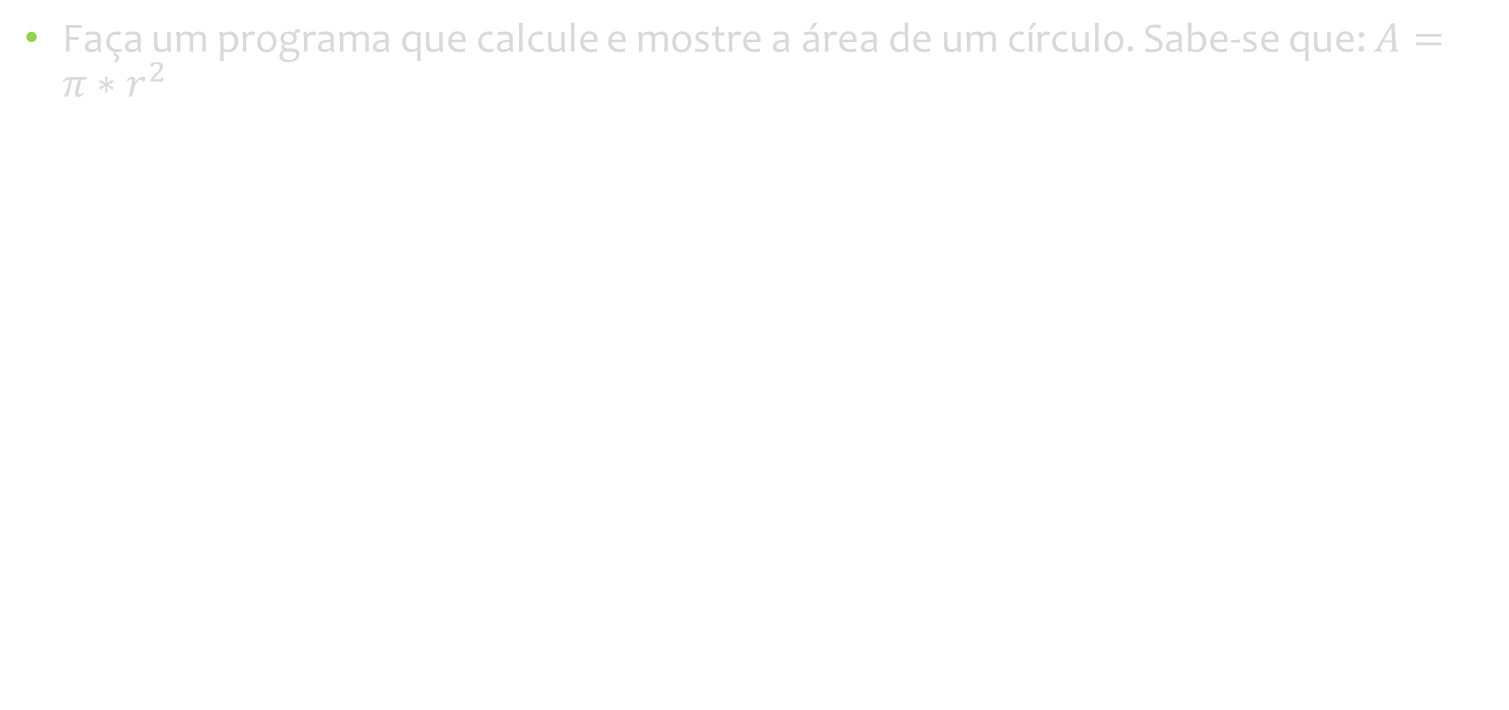 • Faça um programa que calcule e mostre a área de um círculo. Sabe-se que: 𝐴 =
𝜋 ∗ 𝑟²